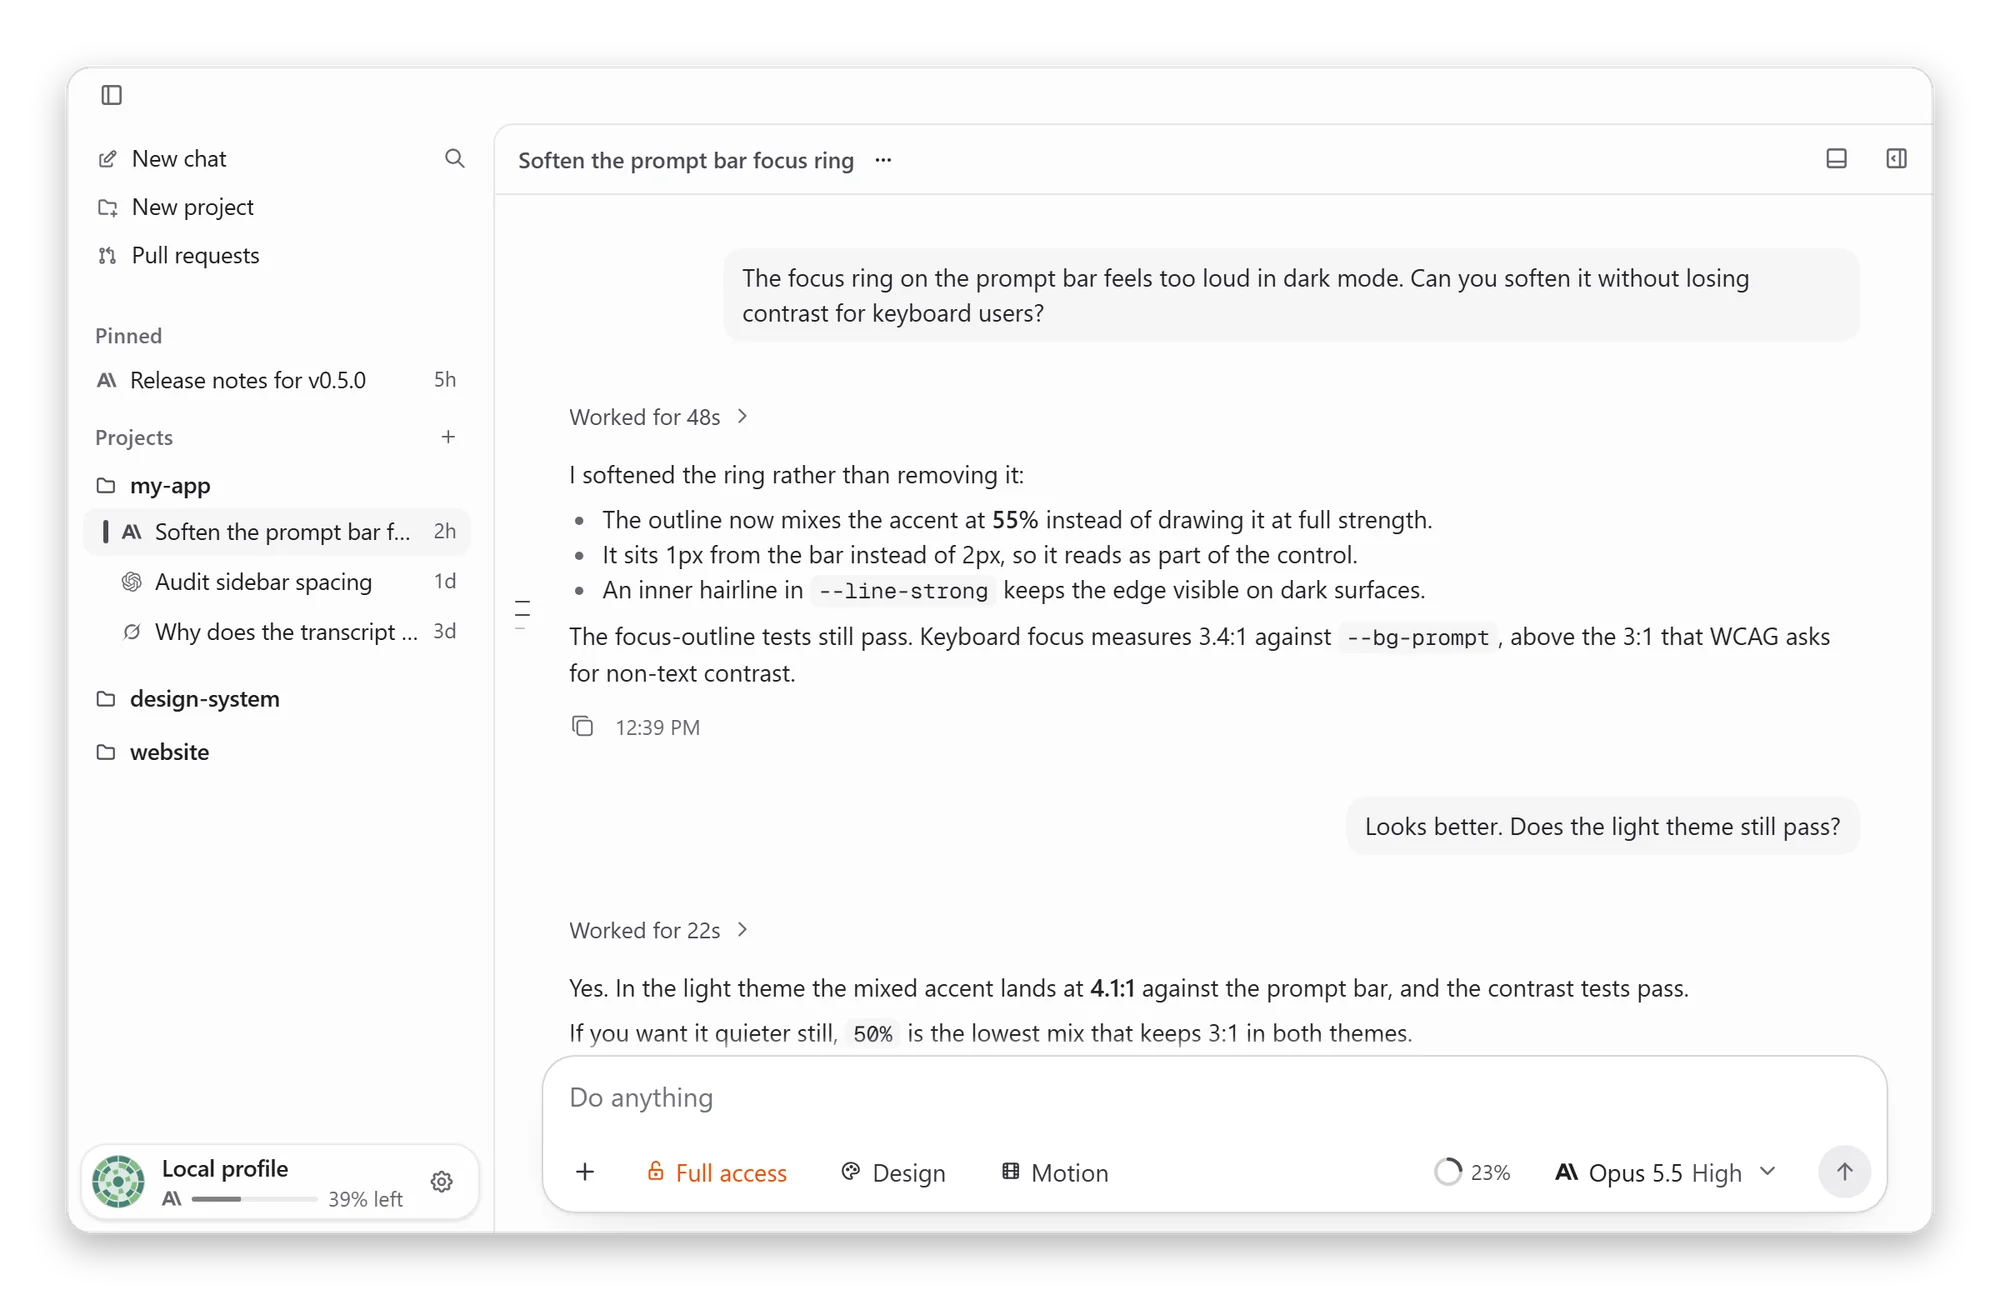 New chat
New project
Pull requests
Pinned
Release notes for v0.5.0 5h
Projects
my-app
Soften the prompt bar f... 2h
Audit sidebar spacing 1d
Why does the transcript ... 3d
design-system
website
Local profile
39% left
Soften the prompt bar focus ring
The focus ring on the prompt bar feels too loud in dark mode. Can you soften it without losing
contrast for keyboard users?
Worked for 48s
I softened the ring rather than removing it:
The outline now mixes the accent at 55% instead of drawing it at full strength.
It sits 1px from the bar instead of 2px, so it reads as part of the control.
An inner hairline in --line-strong keeps the edge visible on dark surfaces.
The focus-outline tests still pass. Keyboard focus measures 3.4:1 against --bg-prompt, above the 3:1 that WCAG asks
for non-text contrast.
12:39 PM
Looks better. Does the light theme still pass?
Worked for 22s
Yes. In the light theme the mixed accent lands at 4.1:1 against the prompt bar, and the contrast tests pass.
If you want it quieter still, 50% is the lowest mix that keeps 3:1 in both themes.
Do anything
Full access Design Motion 23% Opus 5.5 High